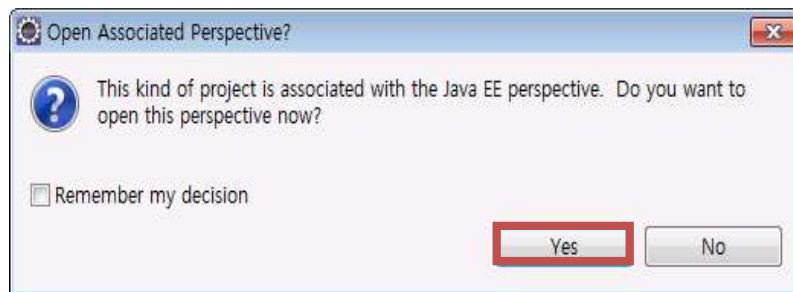 Open Associated Perspective?
This kind of project is associated with the Java EE perspective. Do you want to
open this perspective now?
Remember my decision
Yes
No